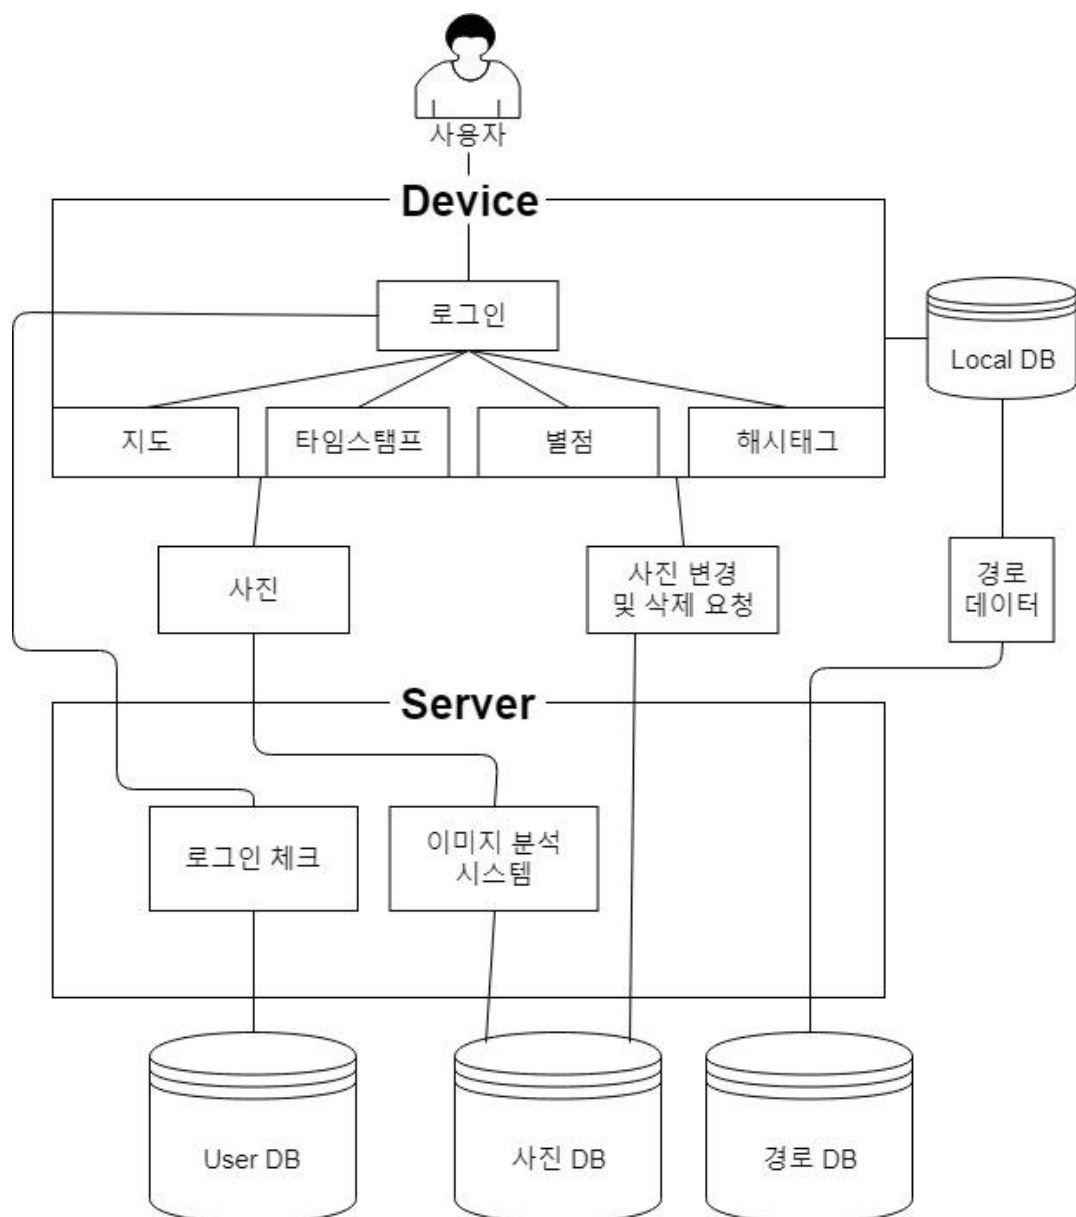 사용자
Device
로그인
Local DB
지도
타임스탬프
별점
해시태그
사진
사진 변경
및 삭제 요청
경로
데이터
Server
로그인 체크
이미지 분석
시스템
User DB
사진 DB
경로 DB